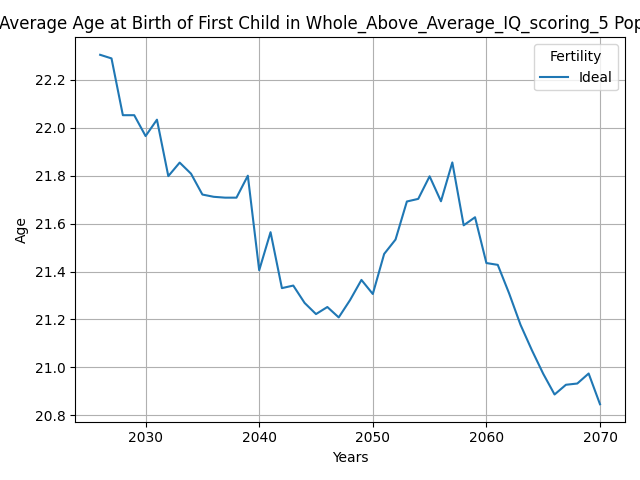 Average Age at Birth of First Child in Whole_Above_Average_IQ_scoring_5 Pop
Fertility
Ideal
22.2
22.0
21.8
21.6
21.4
21.2
21.0
20.8
Age
2030 2040 2050 2060 2070
Years